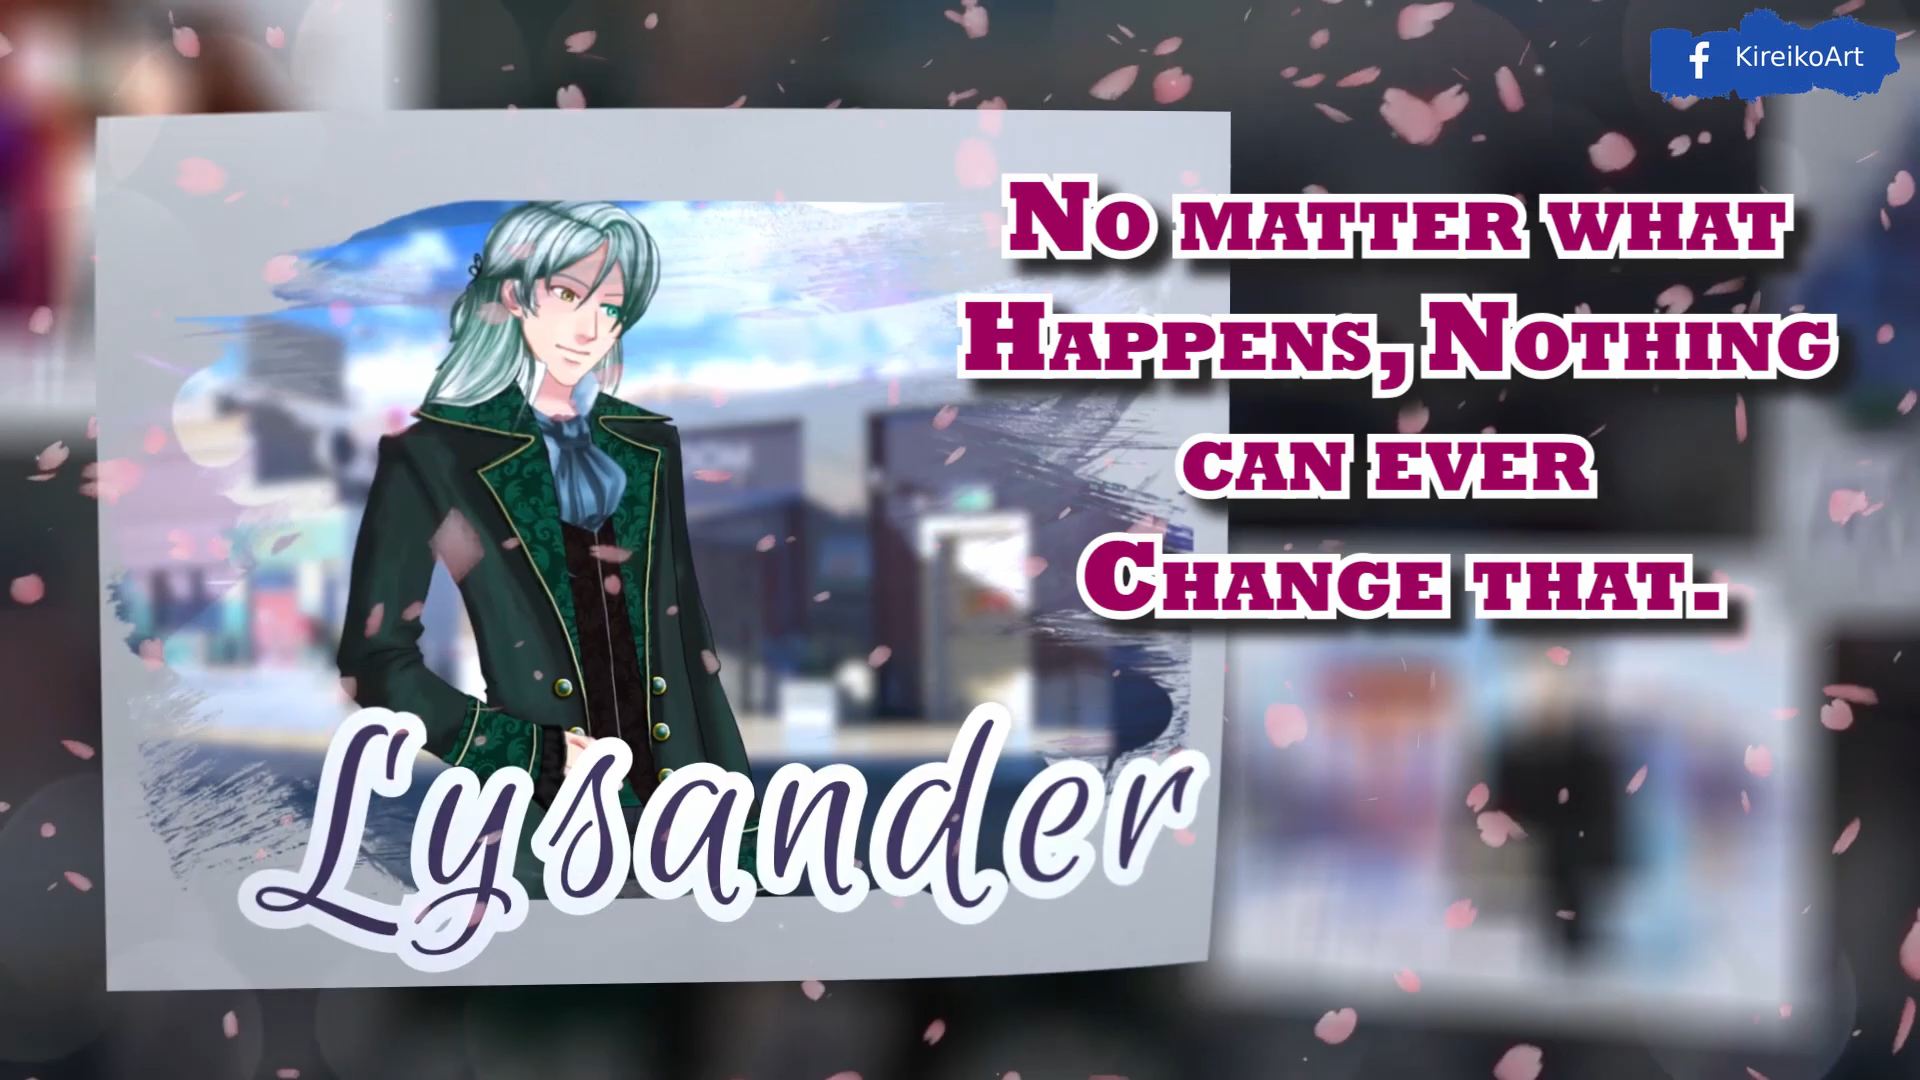 KireikoArt
No matter what
Happens, Nothing
can ever
Change that.
Lysander